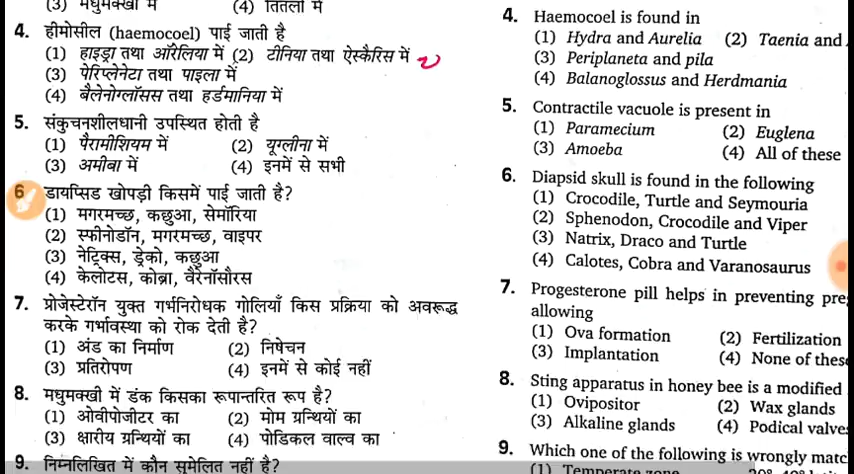 (3) मधुमक्खी में (4) तितली में
4. हीमोसील (haemocoel) पाई जाती है
(1) हाइड्रा तथा ऑरेलिया में (2) टीनिया तथा ऐस्कैरिस में
(3) पेरिप्लेनेटा तथा पाइला में
(4) बैलेनोग्लॉसस तथा हर्डमानिया में
5. संकुचनशीलधानी उपस्थित होती है
(1) पैरामीशियम में (2) यूग्लीना में
(3) अमीबा में (4) इनमें से सभी
6 डायप्सिड खोपड़ी किसमें पाई जाती है?
(1) मगरमच्छ, कछुआ, सेमॉरिया
(2) स्फीनोडॉन, मगरमच्छ, वाइपर
(3) नेट्रिक्स, ड्रेको, कछुआ
(4) केलोटस, कोब्रा, वैरेनॉसौरस
7. प्रोजेस्टेरॉन युक्त गर्भनिरोधक गोलियाँ किस प्रक्रिया को अवरूद्ध
करके गर्भावस्था को रोक देती है?
(1) अंड का निर्माण (2) निषेचन
(3) प्रतिरोपण (4) इनमें से कोई नहीं
8. मधुमक्खी में डंक किसका रूपान्तरित रूप है?
(1) ओवीपोजीटर का (2) मोम ग्रन्थियों का
(3) क्षारीय ग्रन्थियों का (4) पोडिकल वाल्व का
9. निम्नलिखित में कौन सुमेलित नहीं है?
4. Haemocoel is found in
(1) Hydra and Aurelia (2) Taenia and
(3) Periplaneta and pila
(4) Balanoglossus and Herdmania
5. Contractile vacuole is present in
(1) Paramecium (2) Euglena
(3) Amoeba (4) All of these
6. Diapsid skull is found in the following
(1) Crocodile, Turtle and Seymouria
(2) Sphenodon, Crocodile and Viper
(3) Natrix, Draco and Turtle
(4) Calotes, Cobra and Varanosaurus
7. Progesterone pill helps in preventing pre
allowing
(1) Ova formation (2) Fertilization
(3) Implantation (4) None of thes
8. Sting apparatus in honey bee is a modified
(1) Ovipositor (2) Wax glands
(3) Alkaline glands (4) Podical valve
9. Which one of the following is wrongly matc
(1) Temperate zone